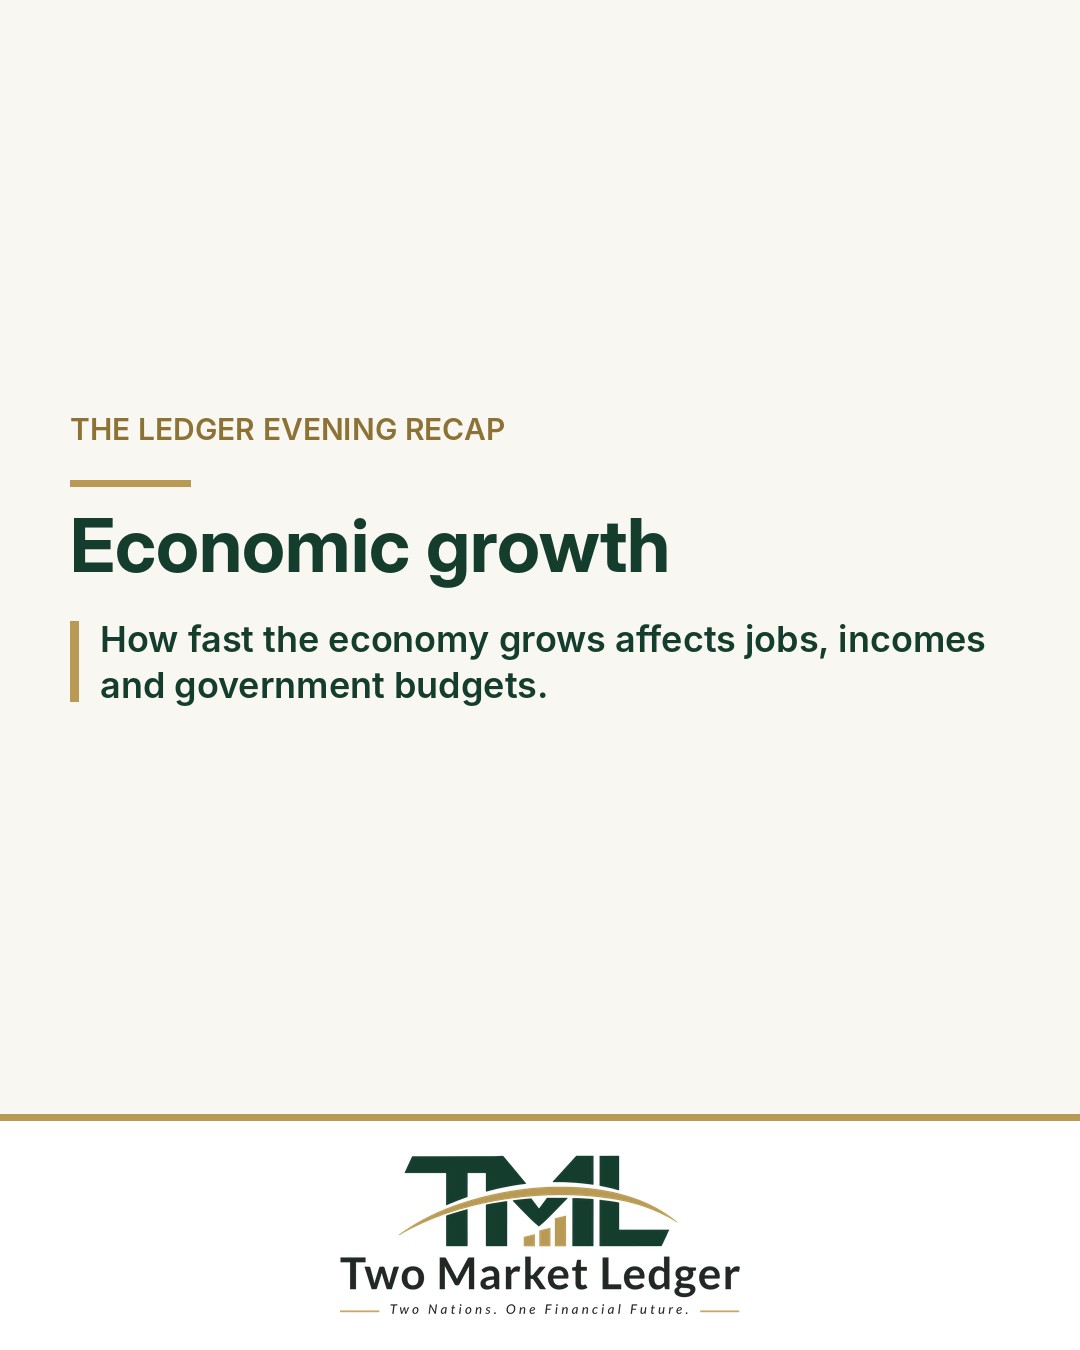 THE LEDGER EVENING RECAP
Economic growth
How fast the economy grows affects jobs, incomes
and government budgets.
TML
Two Market Ledger
Two Nations. One Financial Future.